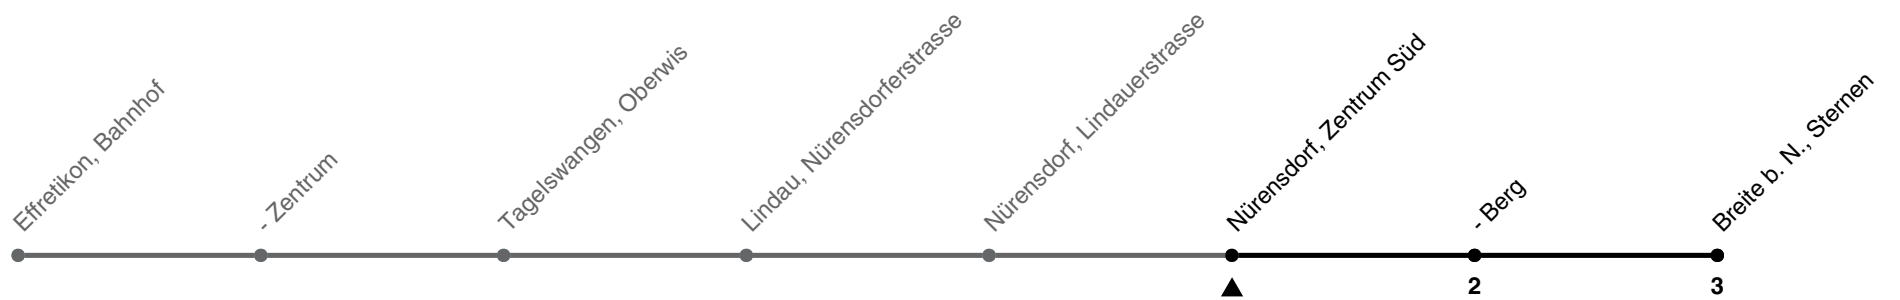 Effretikon, Bahnhof
- Zentrum
Tagelswangen, Oberwis
Lindau, Nürensdorferstrasse
Nürensdorf, Lindauerstrasse
Nürensdorf, Zentrum Süd
- Berg
Breite b. N., Sternen
2
3